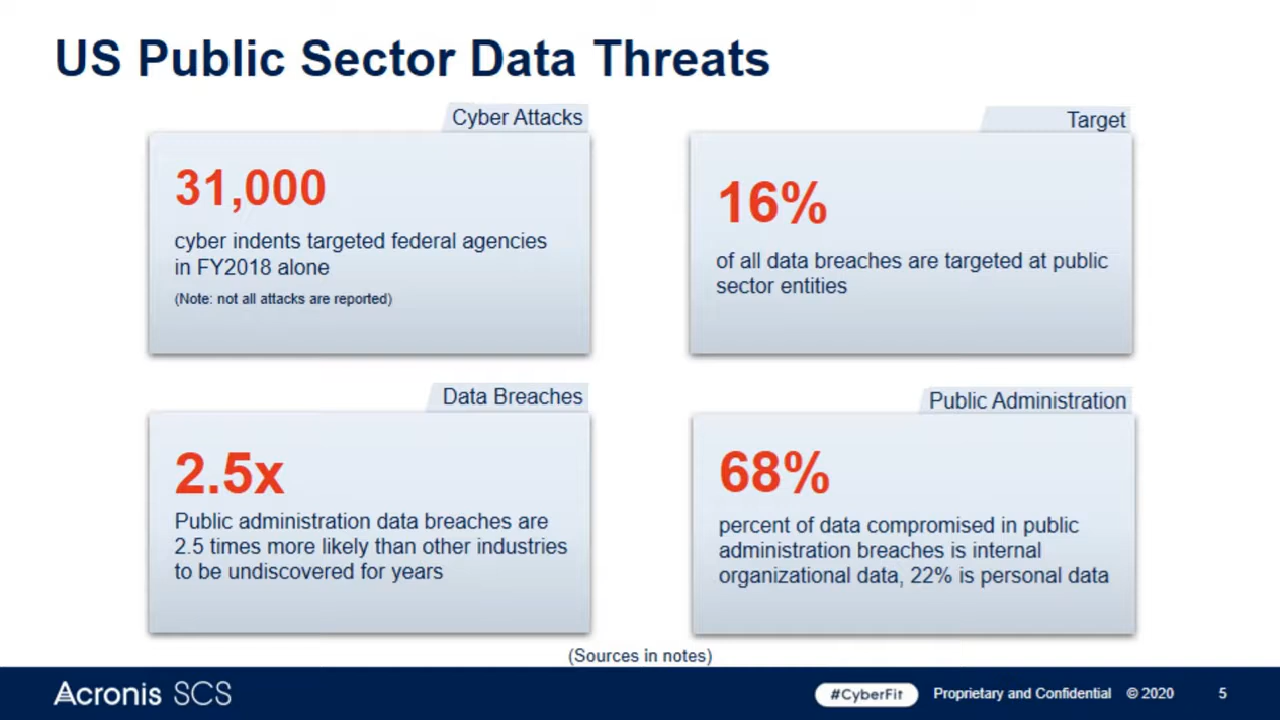 US Public Sector Data Threats
Cyber Attacks
31,000
cyber indents targeted federal agencies
in FY2018 alone
(Note: not all attacks are reported)
Target
16%
of all data breaches are targeted at public
sector entities
Data Breaches
2.5x
Public administration data breaches are
2.5 times more likely than other industries
to be undiscovered for years
Public Administration
68%
percent of data compromised in public
administration breaches is internal
organizational data, 22% is personal data
(Sources in notes)
Acronis SCS
#CyberFit
Proprietary and Confidential © 2020 5